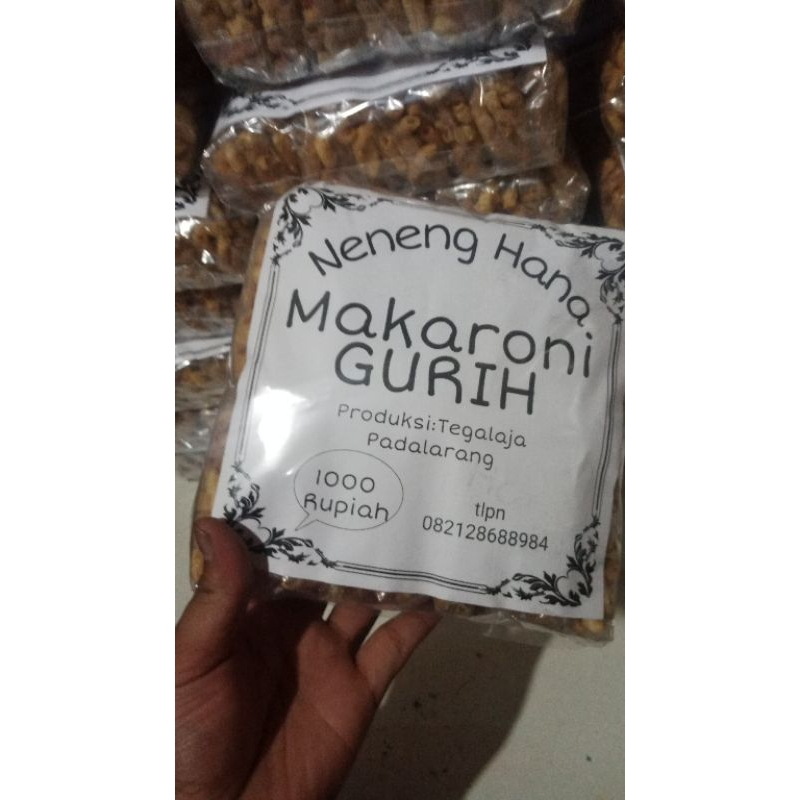 Neneng Hana
Makaroni
GURIH
Produksi:Tegalaja
Padalarang
1000
Rupiah
tlpn
082128688984